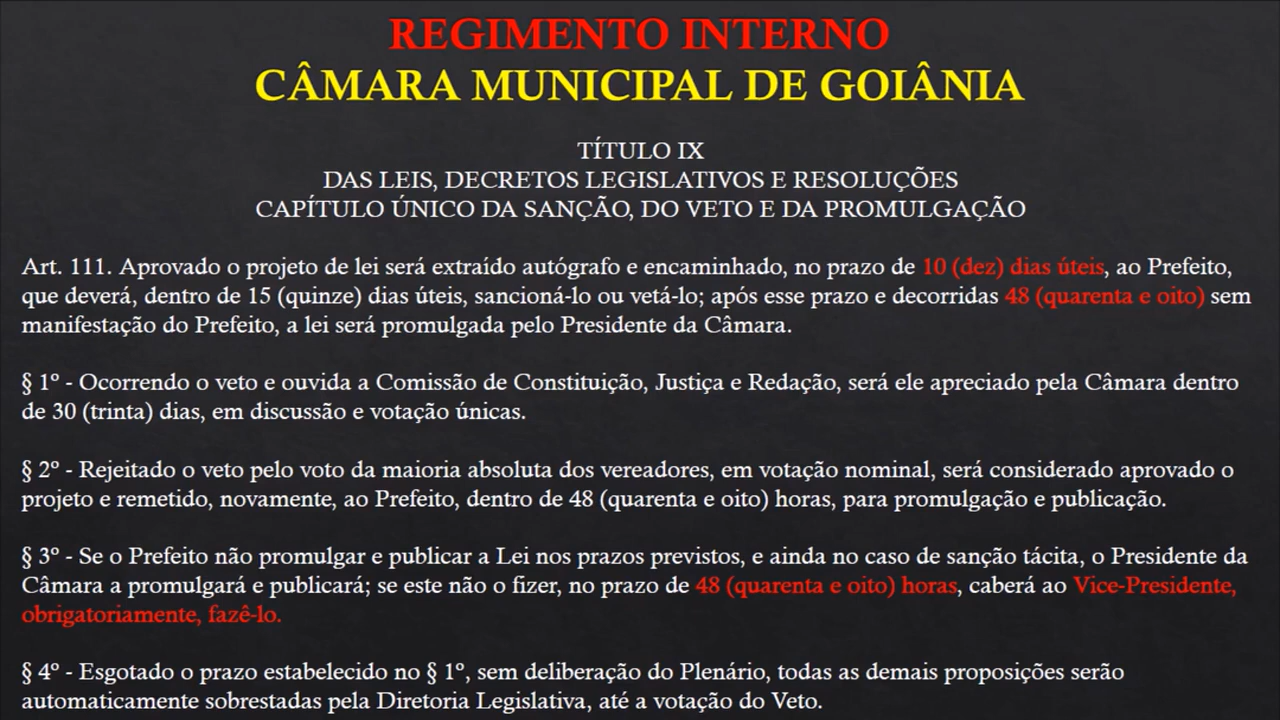 REGIMENTO INTERNO
CÂMARA MUNICIPAL DE GOIÂNIA
TÍTULO IX
DAS LEIS, DECRETOS LEGISLATIVOS E RESOLUÇÕES
CAPÍTULO ÚNICO DA SANÇÃO, DO VETO E DA PROMULGAÇÃO
Art. 111. Aprovado o projeto de lei será extraído autógrafo e encaminhado, no prazo de 10 (dez) dias úteis, ao Prefeito,
que deverá, dentro de 15 (quinze) dias úteis, sancioná-lo ou vetá-lo; após esse prazo e decorridas 48 (quarenta e oito) sem
manifestação do Prefeito, a lei será promulgada pelo Presidente da Câmara.
§ 1º - Ocorrendo o veto e ouvida a Comissão de Constituição, Justiça e Redação, será ele apreciado pela Câmara dentro
de 30 (trinta) dias, em discussão e votação únicas.
§ 2º - Rejeitado o veto pelo voto da maioria absoluta dos vereadores, em votação nominal, será considerado aprovado o
projeto e remetido, novamente, ao Prefeito, dentro de 48 (quarenta e oito) horas, para promulgação e publicação.
§ 3º - Se o Prefeito não promulgar e publicar a Lei nos prazos previstos, e ainda no caso de sanção tácita, o Presidente da
Câmara a promulgará e publicará; se este não o fizer, no prazo de 48 (quarenta e oito) horas, caberá ao Vice-Presidente,
obrigatoriamente, fazê-lo.
§ 4º - Esgotado o prazo estabelecido no § 1º, sem deliberação do Plenário, todas as demais proposições serão
automaticamente sobrestadas pela Diretoria Legislativa, até a votação do Veto.